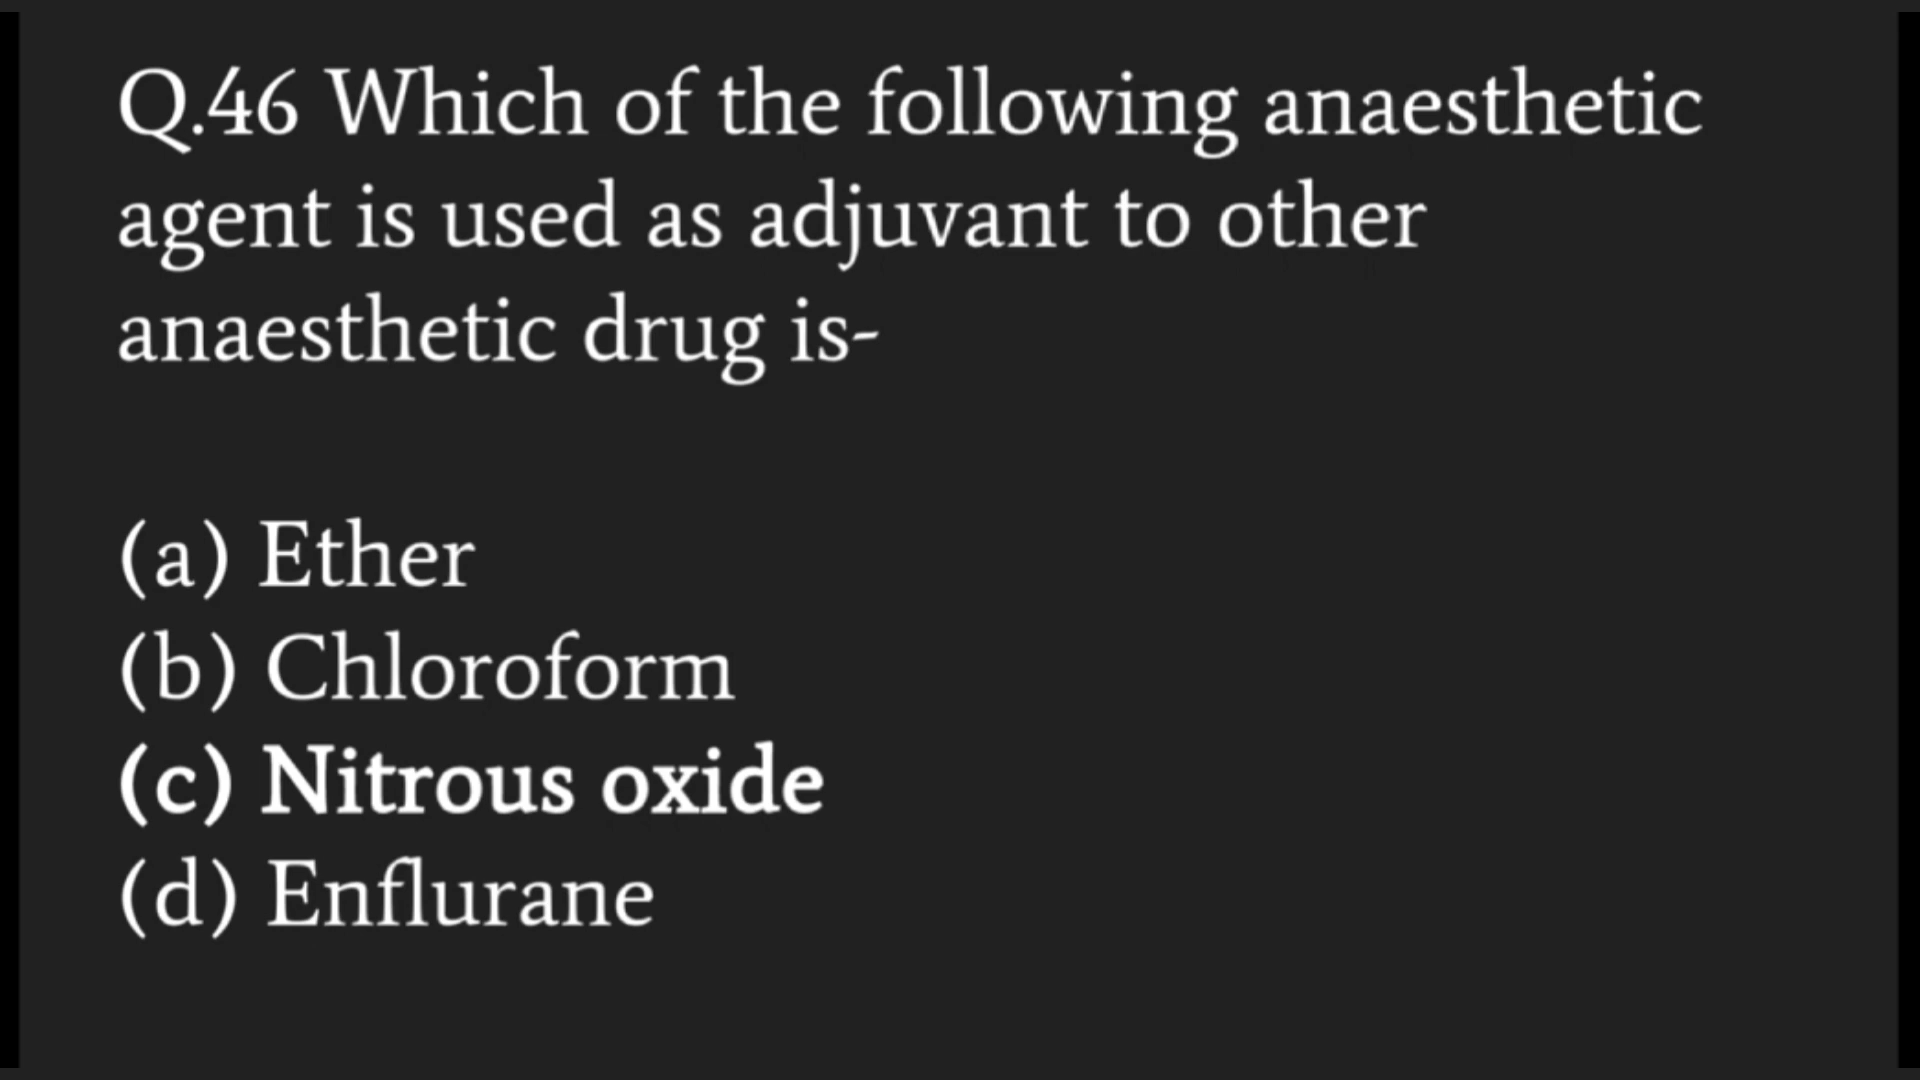 Q.46 Which of the following anaesthetic
agent is used as adjuvant to other
anaesthetic drug is-
(a) Ether
(b) Chloroform
(c) Nitrous oxide
(d) Enflurane